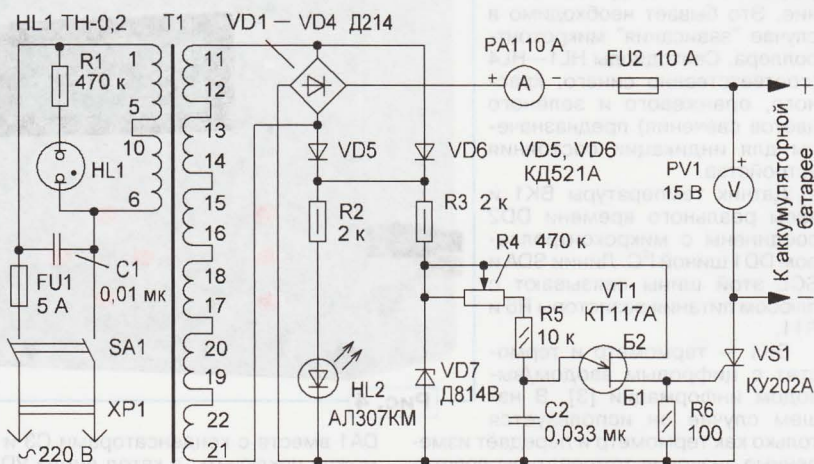 HL1 ТН-0,2
T1
VD1 — VD4 Д214
R1
470 к
1
5
10
6
HL1
C1
0,01 мк
FU1
5 А
SA1
XP1
~220 В
11
12
13
14
15
16
18
17
20
19
22
21
PA1 10 А
+ А
FU2 10 А
+
VD5
VD6
VD5, VD6
КД521А
R2
2 к
R3 2 к
R4 470 к
PV1
15 В
+
V
К аккумуляторной
батарее
−
R5
10 к
VT1
КТ117А
Б2
Б1
HL2
АЛ307КМ
VD7
Д814В
C2
0,033 мк
R6
100
VS1
КУ202А